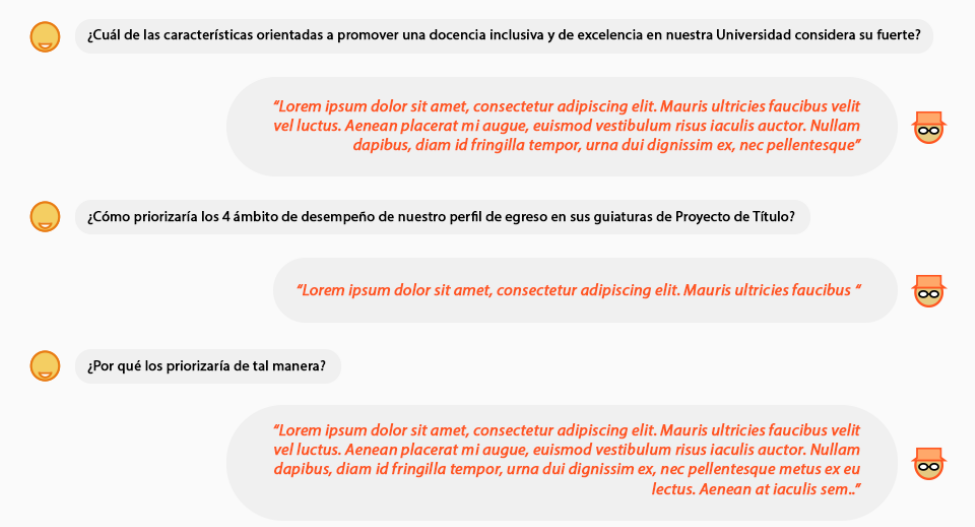 ¿Cuál de las características orientadas a promover una docencia inclusiva y de excelencia en nuestra Universidad considera su fuerte?
“Lorem ipsum dolor sit amet, consectetur adipiscing elit. Mauris ultricies faucibus velit
vel luctus. Aenean placerat mi augue, euismod vestibulum risus iaculis auctor. Nullam
dapibus, diam id fringilla tempor, urna dui dignissim ex, nec pellentesque”
¿Cómo priorizaría los 4 ámbito de desempeño de nuestro perfil de egreso en sus guiaturas de Proyecto de Título?
“Lorem ipsum dolor sit amet, consectetur adipiscing elit. Mauris ultricies faucibus “
¿Por qué los priorizaría de tal manera?
“Lorem ipsum dolor sit amet, consectetur adipiscing elit. Mauris ultricies faucibus velit
vel luctus. Aenean placerat mi augue, euismod vestibulum risus iaculis auctor. Nullam
dapibus, diam id fringilla tempor, urna dui dignissim ex, nec pellentesque metus ex eu
lectus. Aenean at iaculis sem..”